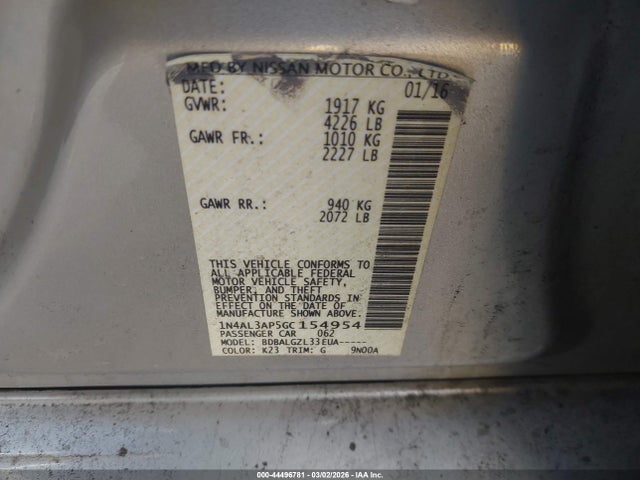 MFD BY NISSAN MOTOR CO., LTD.
DATE: 01/16
GVWR: 1917 KG
4226 LB
GAWR FR.: 1010 KG
2227 LB
GAWR RR.: 940 KG
2072 LB
THIS VEHICLE CONFORMS TO
ALL APPLICABLE FEDERAL
MOTOR VEHICLE SAFETY,
BUMPER, AND THEFT
PREVENTION STANDARDS
IN EFFECT ON THE DATE OF
MANUFACTURE SHOWN ABOVE.
1N4AL3AP5GC154954
PASSENGER CAR 062
MODEL: BDBALGZL33EUA-----
COLOR: K23 TRIM: G 9N00A
000-44496781 - 03/02/2026 - IAA Inc.